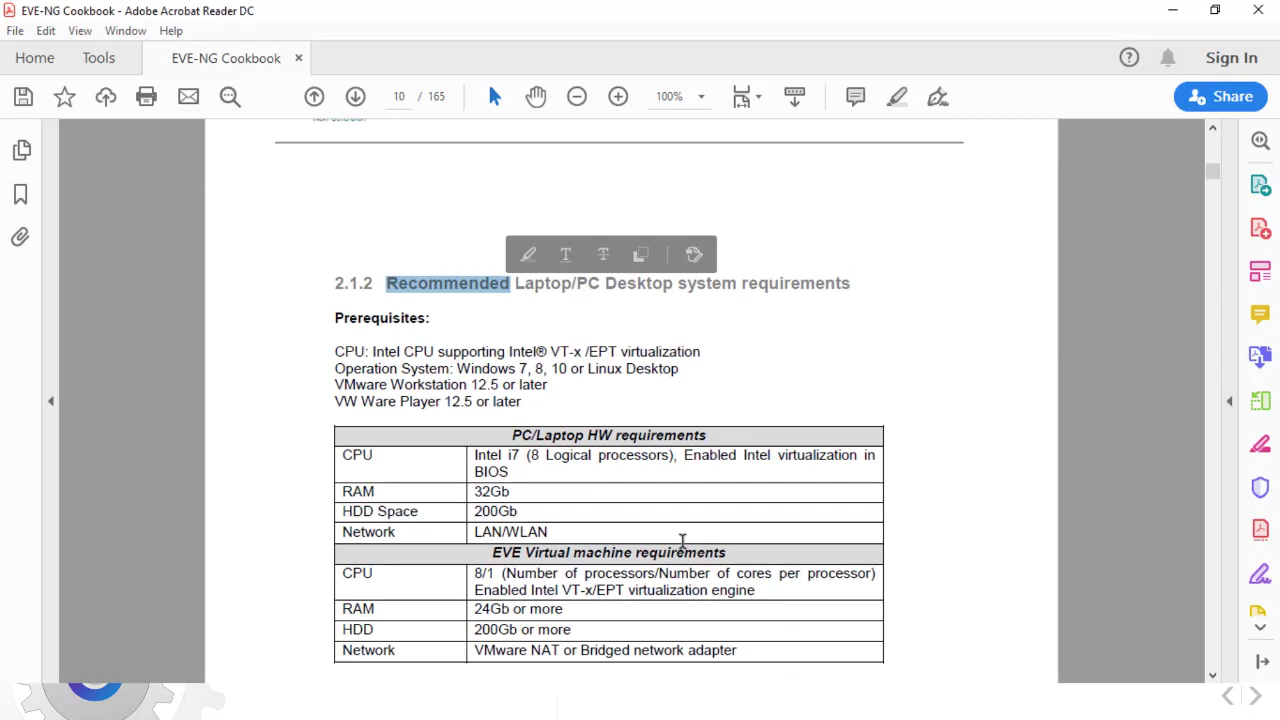 EVE-NG Cookbook - Adobe Acrobat Reader DC
File Edit View Window Help
Home Tools EVE-NG Cookbook × Sign In
10 / 165 100% Share
2.1.2 Recommended Laptop/PC Desktop system requirements
Prerequisites:
CPU: Intel CPU supporting Intel® VT-x /EPT virtualization
Operation System: Windows 7, 8, 10 or Linux Desktop
VMware Workstation 12.5 or later
VW Ware Player 12.5 or later
PC/Laptop HW requirements
CPU Intel i7 (8 Logical processors), Enabled Intel virtualization in
BIOS
RAM 32Gb
HDD Space 200Gb
Network LAN/WLAN
EVE Virtual machine requirements
CPU 8/1 (Number of processors/Number of cores per processor)
Enabled Intel VT-x/EPT virtualization engine
RAM 24Gb or more
HDD 200Gb or more
Network VMware NAT or Bridged network adapter